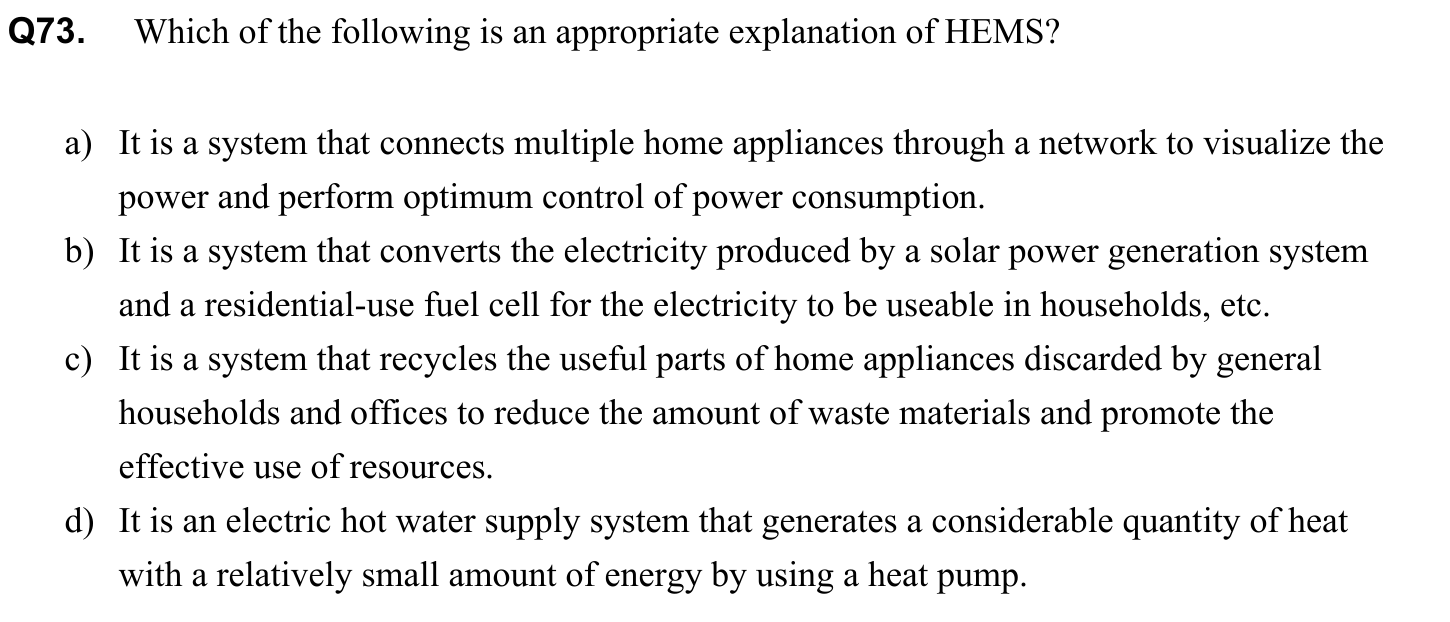 Q73. Which of the following is an appropriate explanation of HEMS?
a) It is a system that connects multiple home appliances through a network to visualize the
power and perform optimum control of power consumption.
b) It is a system that converts the electricity produced by a solar power generation system
and a residential-use fuel cell for the electricity to be useable in households, etc.
c) It is a system that recycles the useful parts of home appliances discarded by general
households and offices to reduce the amount of waste materials and promote the
effective use of resources.
d) It is an electric hot water supply system that generates a considerable quantity of heat
with a relatively small amount of energy by using a heat pump.